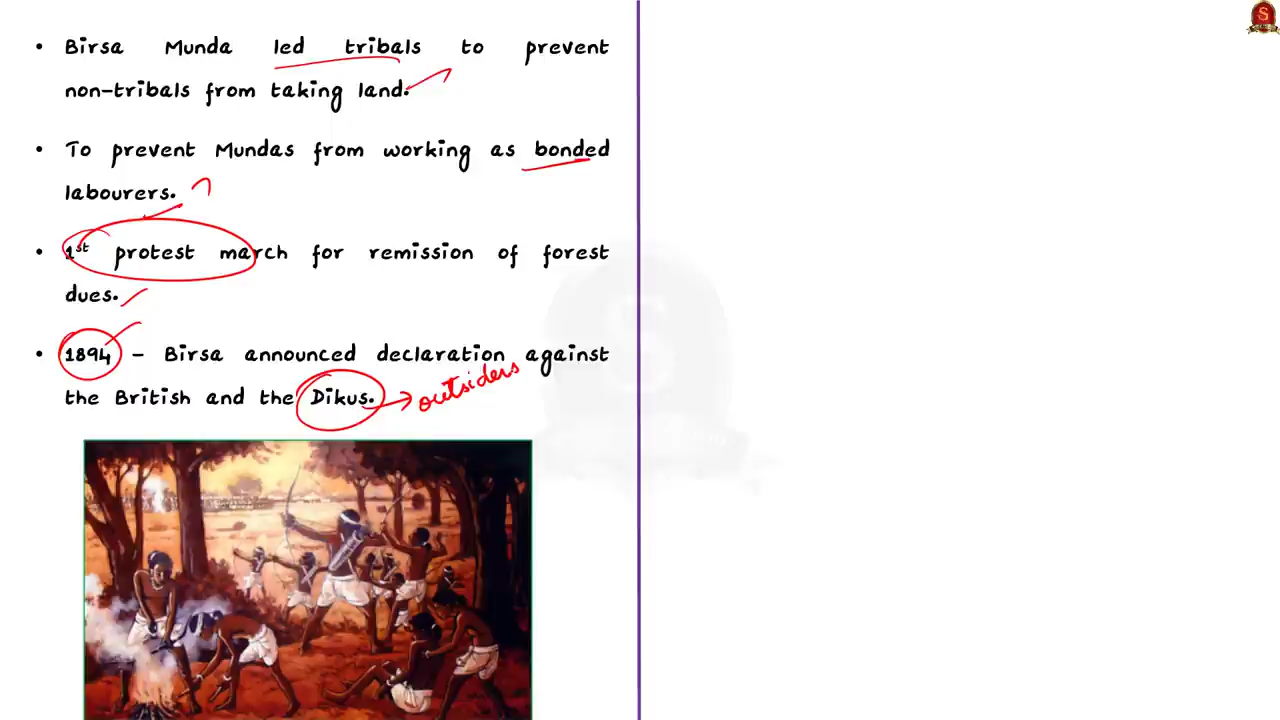 • Birsa Munda led tribals to prevent
non-tribals from taking land.
• To prevent Mundas from working as bonded
labourers.
• 1st protest march for remission of forest
dues.
• 1894 - Birsa announced declaration against
the British and the Dikus. → outsiders